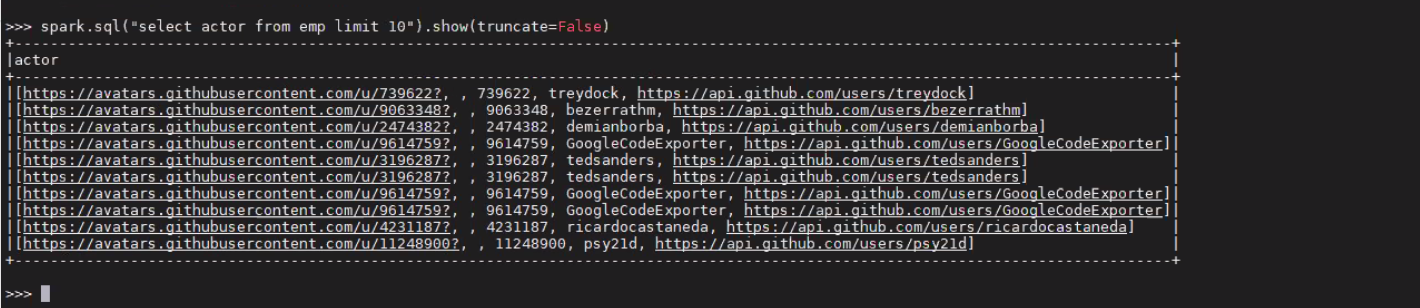 >>> spark.sql("select actor from emp limit 10").show(truncate=False)
+----------------------------------------------------------------------------------------------------------------------------------+
|actor                                                                                                                             |
+----------------------------------------------------------------------------------------------------------------------------------+
|[https://avatars.githubusercontent.com/u/739622?, , 739622, treydock, https://api.github.com/users/treydock]                      |
|[https://avatars.githubusercontent.com/u/9063348?, , 9063348, bezerrathm, https://api.github.com/users/bezerrathm]                |
|[https://avatars.githubusercontent.com/u/2474382?, , 2474382, demianborba, https://api.github.com/users/demianborba]              |
|[https://avatars.githubusercontent.com/u/9614759?, , 9614759, GoogleCodeExporter, https://api.github.com/users/GoogleCodeExporter]|
|[https://avatars.githubusercontent.com/u/3196287?, , 3196287, tedsanders, https://api.github.com/users/tedsanders]                |
|[https://avatars.githubusercontent.com/u/3196287?, , 3196287, tedsanders, https://api.github.com/users/tedsanders]                |
|[https://avatars.githubusercontent.com/u/9614759?, , 9614759, GoogleCodeExporter, https://api.github.com/users/GoogleCodeExporter]|
|[https://avatars.githubusercontent.com/u/9614759?, , 9614759, GoogleCodeExporter, https://api.github.com/users/GoogleCodeExporter]|
|[https://avatars.githubusercontent.com/u/4231187?, , 4231187, ricardocastaneda, https://api.github.com/users/ricardocastaneda]    |
|[https://avatars.githubusercontent.com/u/11248900?, , 11248900, psy21d, https://api.github.com/users/psy21d]                      |
+----------------------------------------------------------------------------------------------------------------------------------+
>>>